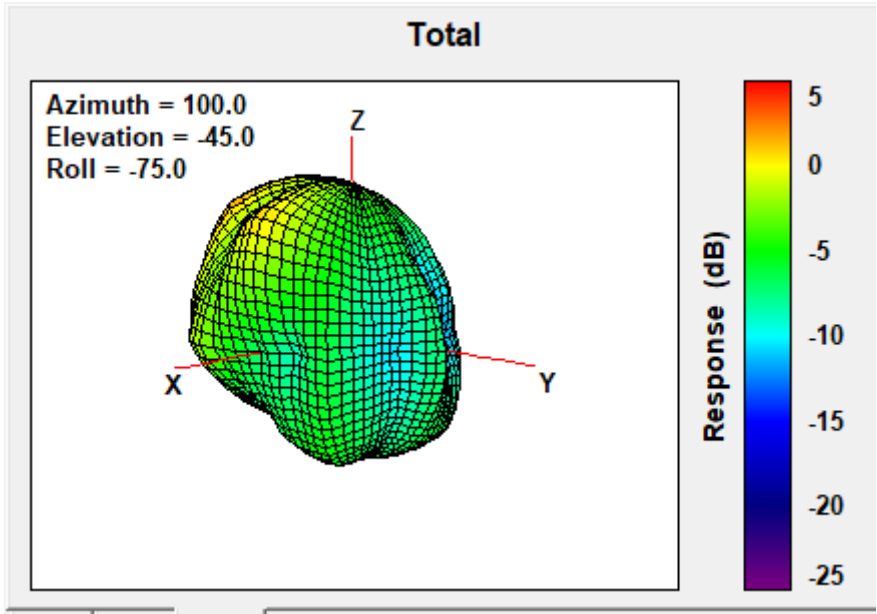 Total
Azimuth = 100.0
Elevation = -45.0
Roll = -75.0
Z
X
Y
5
0
-5
-10
-15
-20
-25
Response (dB)